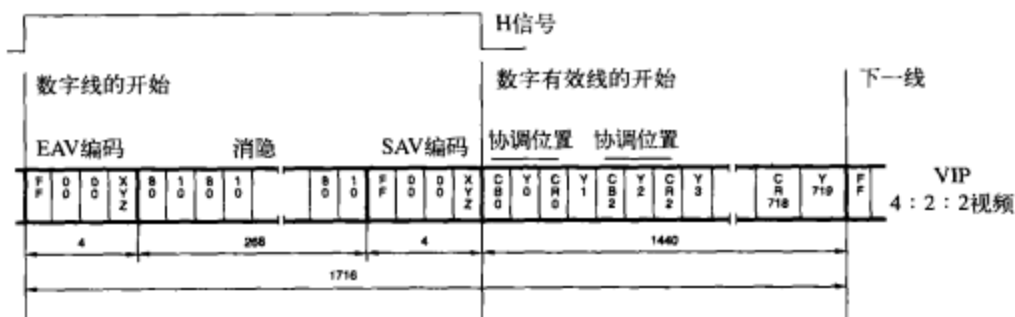 H信号
数字线的开始 数字有效线的开始 下一线
EAV编码 消隐 SAV编码 协调位置 协调位置
FF 00 00 XYZ 80 10 80 10 80 10 FF 00 00 XYZ CB0 Y0 CR0 Y1 CB2 Y2 CR2 Y3 CR718 Y719 FF
VIP
4：2：2视频
4 268 4 1440
1716